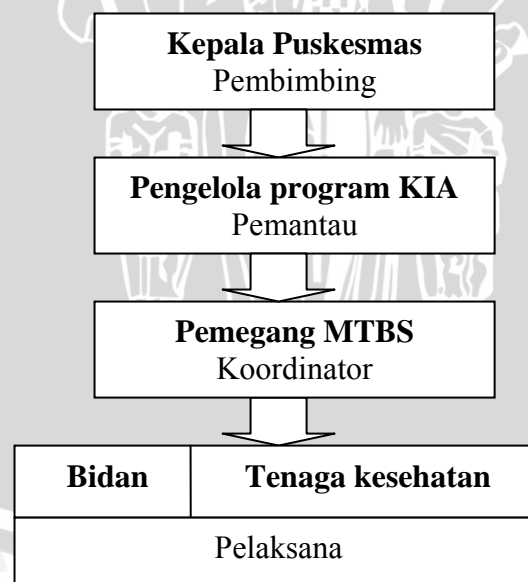 Kepala Puskesmas
Pembimbing
Pengelola program KIA
Pemantau
Pemegang MTBS
Koordinator
Bidan Tenaga kesehatan
Pelaksana